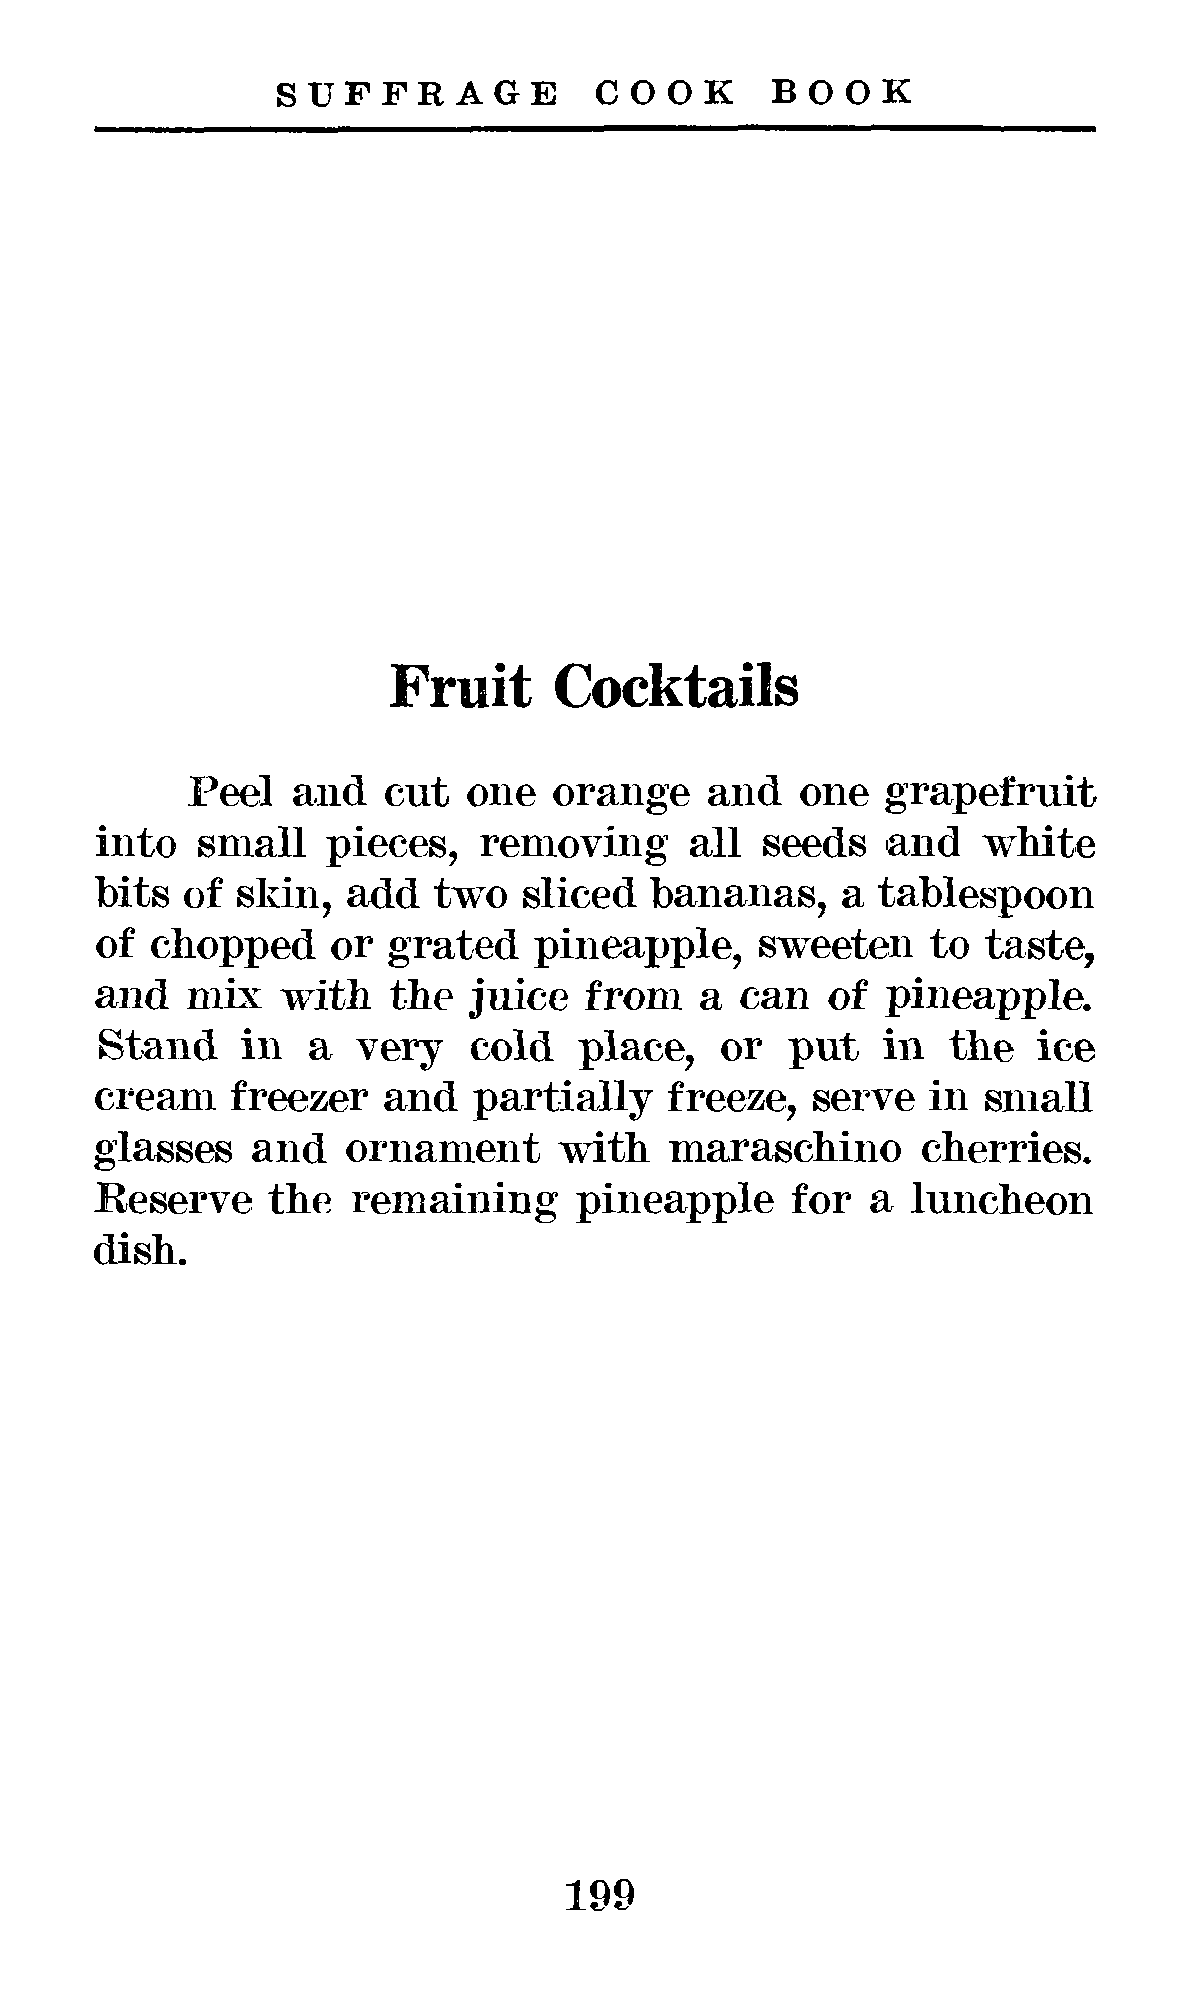 SUFFRAGE COOK BOOK
Fruit Cocktails
Peel and cut one orange and one grapefruit
into small pieces, removing all seeds and white
bits of skin, add two sliced bananas, a tablespoon
of chopped or grated pineapple, sweeten to taste,
and mix with the juice from a can of pineapple.
Stand in a very cold place, or put in the ice
cream freezer and partially freeze, serve in small
glasses and ornament with maraschino cherries.
Reserve the remaining pineapple for a luncheon
dish.
199